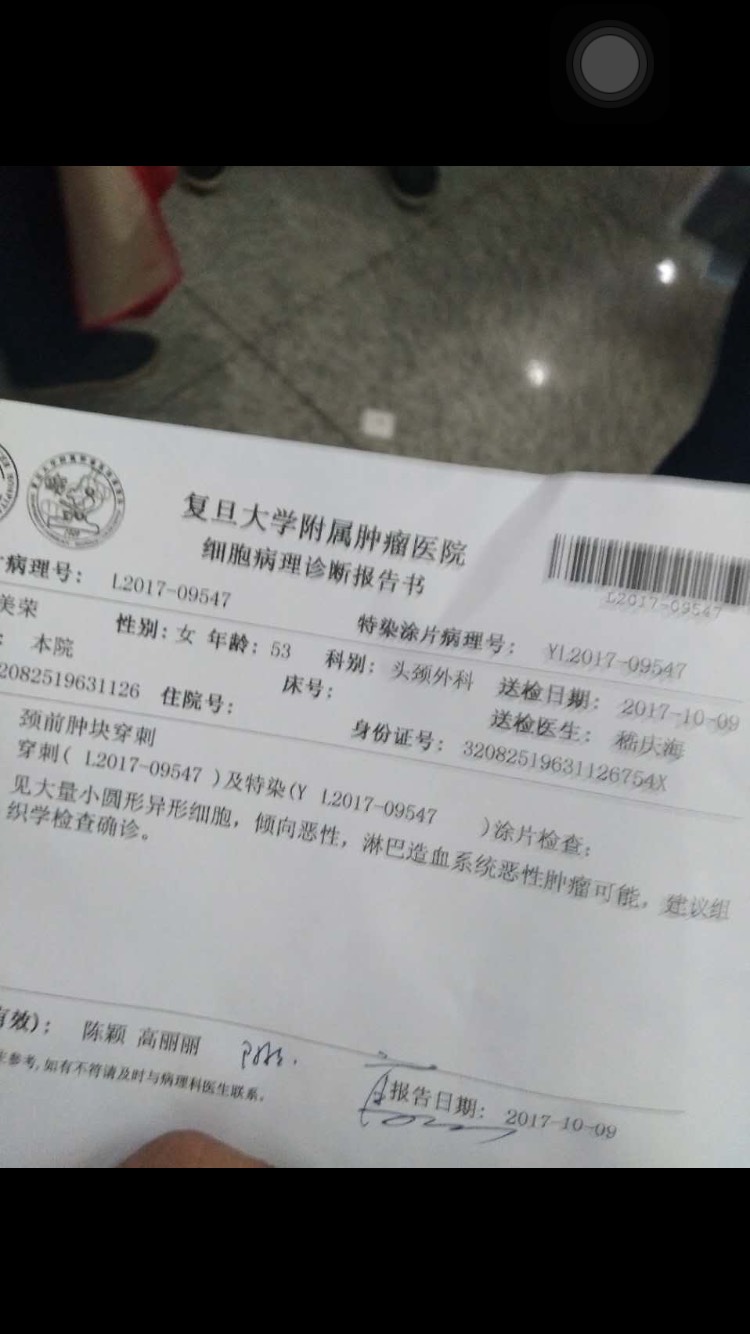 复旦大学附属肿瘤医院
细胞病理诊断报告书
L2017-09547
病理号: L2017-09547
特染涂片病理号: YL2017-09547
美荣 性别: 女 年龄: 53 科别: 头颈外科 送检日期: 2017-10-09
: 本院 床号: 送检医生: 嵇庆海
2082519631126 住院号: 身份证号: 32082519631126754X
颈前肿块穿刺
穿刺( L2017-09547 )及特染(Y L2017-09547 )涂片检查:
见大量小圆形异形细胞, 倾向恶性, 淋巴造血系统恶性肿瘤可能, 建议组
织学检查确诊。
有效): 陈颖 高丽丽
参考, 如有不符请及时与病理科医生联系。
报告日期: 2017-10-09